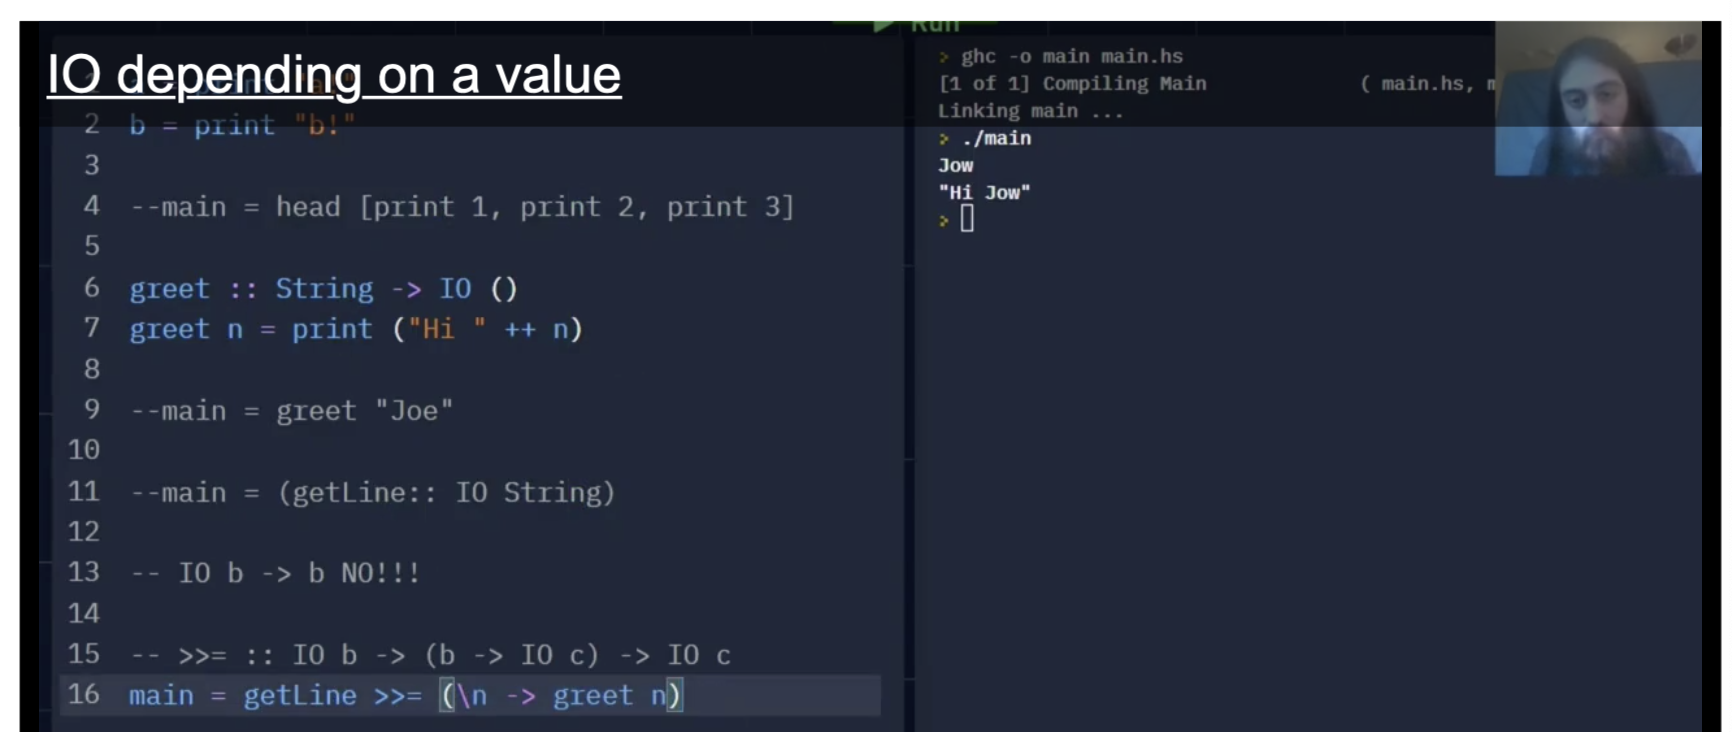 Run
IO depending on a value
2 b = print "b!"
3
4 --main = head [print 1, print 2, print 3]
5
6 greet :: String -> IO ()
7 greet n = print ("Hi " ++ n)
8
9 --main = greet "Joe"
10
11 --main = (getLine:: IO String)
12
13 -- IO b -> b NO!!!
14
15 -- >>= :: IO b -> (b -> IO c) -> IO c
16 main = getLine >>= (\n -> greet n)
> ghc -o main main.hs
[1 of 1] Compiling Main ( main.hs,
Linking main ...
> ./main
Jow
"Hi Jow"
>